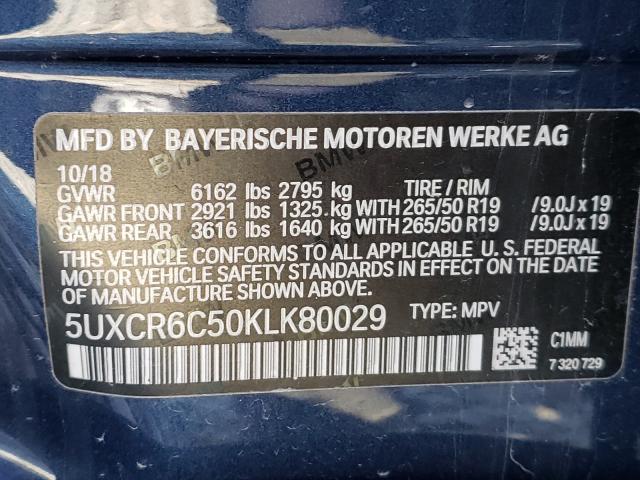 MFD BY BAYERISCHE MOTOREN WERKE AG
10/18
GVWR 6162 lbs 2795 kg TIRE / RIM
GAWR FRONT 2921 lbs 1325 kg WITH 265/50 R19 /9.0J x 19
GAWR REAR 3616 lbs 1640 kg WITH 265/50 R19 /9.0J x 19
THIS VEHICLE CONFORMS TO ALL APPLICABLE U. S. FEDERAL
MOTOR VEHICLE SAFETY STANDARDS IN EFFECT ON THE DATE
OF MANUFACTURE SHOWN ABOVE.
5UXCR6C50KLK80029 TYPE: MPV
C1MM
7 320 729